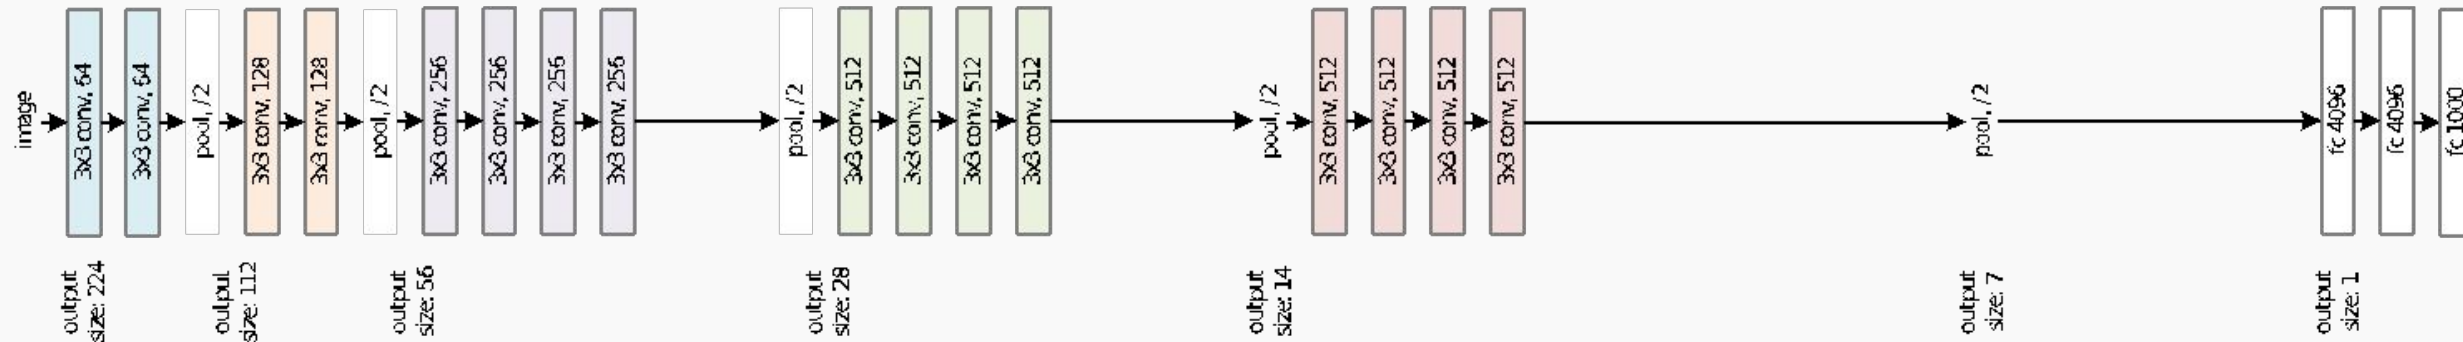 image
3x3 conv, 64
3x3 conv, 64
pool, /2
3x3 conv, 128
3x3 conv, 128
pool, /2
3x3 conv, 256
3x3 conv, 256
3x3 conv, 256
3x3 conv, 256
pool, /2
3x3 conv, 512
3x3 conv, 512
3x3 conv, 512
3x3 conv, 512
pool, /2
3x3 conv, 512
3x3 conv, 512
3x3 conv, 512
3x3 conv, 512
pool, /2
fc 4096
fc 4096
fc 1000
output
size: 224
output
size: 112
output
size: 56
output
size: 28
output
size: 14
output
size: 7
output
size: 1